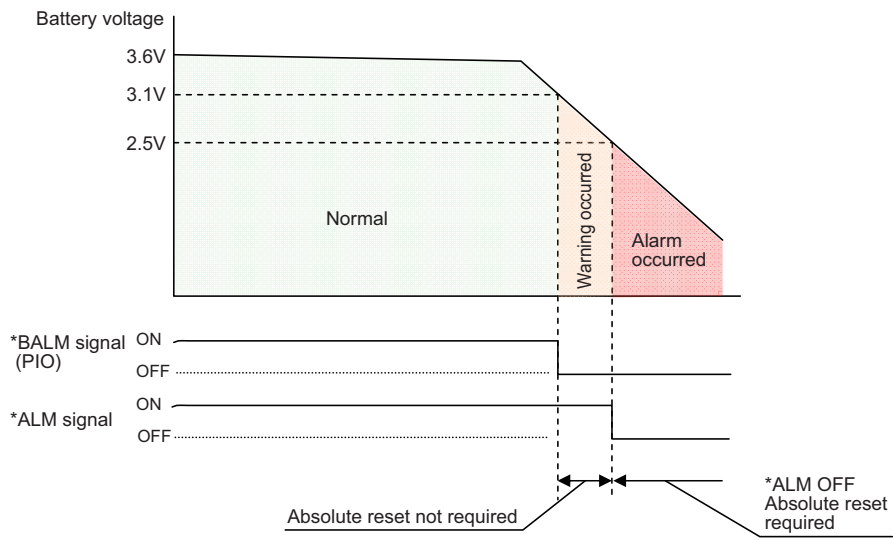 Battery voltage
3.6V
3.1V
2.5V
Normal
Warning occurred
Alarm
occurred
*BALM signal
(PIO)
ON
OFF
*ALM signal
ON
OFF
Absolute reset not required
*ALM OFF
Absolute reset
required